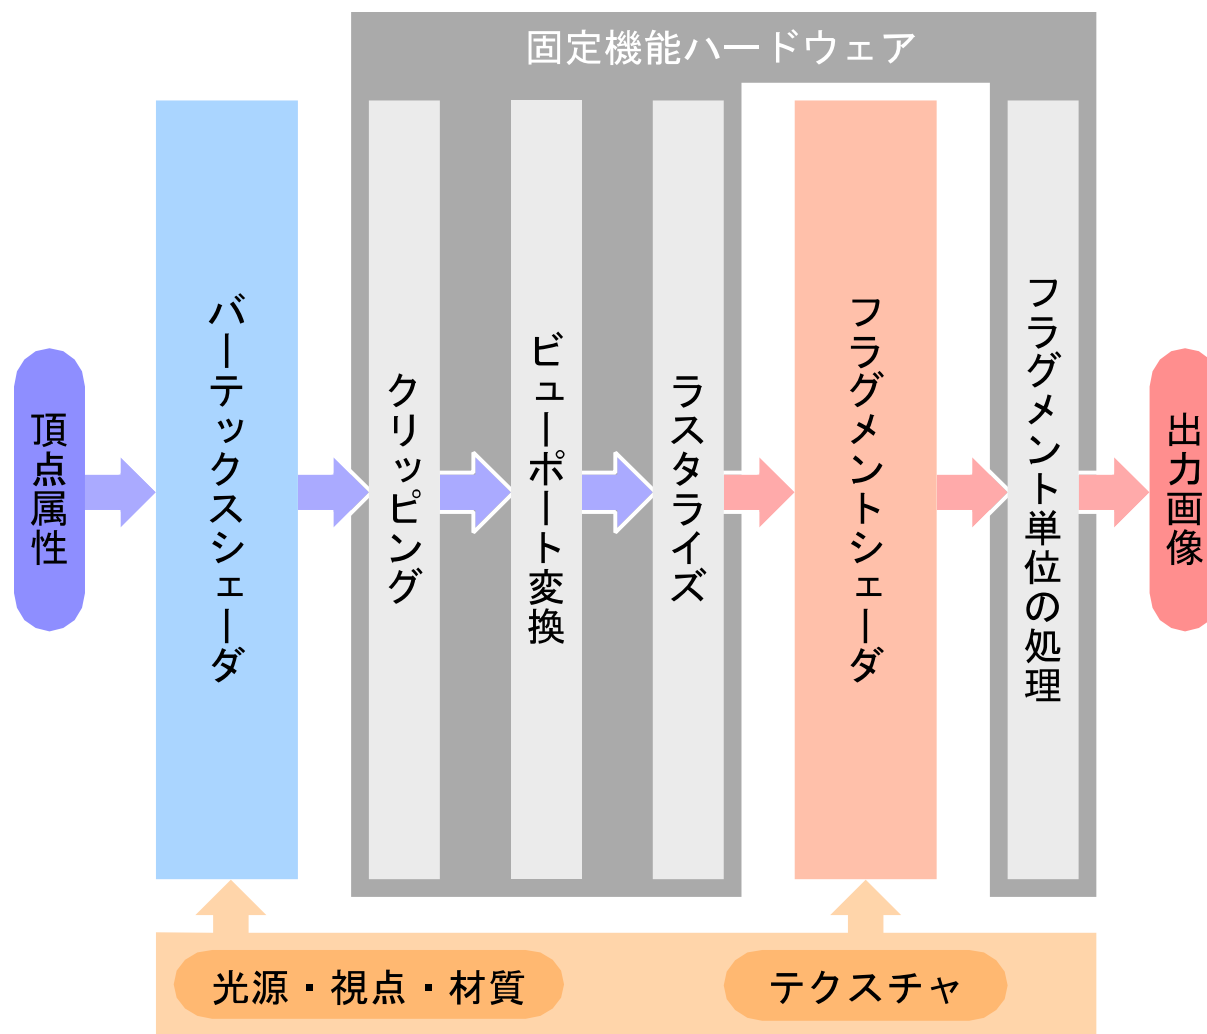 固定機能ハードウェア
頂点属性
バーテックスシェーダ
クリッピング
ビューポート変換
ラスタライズ
フラグメントシェーダ
フラグメント単位の処理
出力画像
光源・視点・材質
テクスチャ